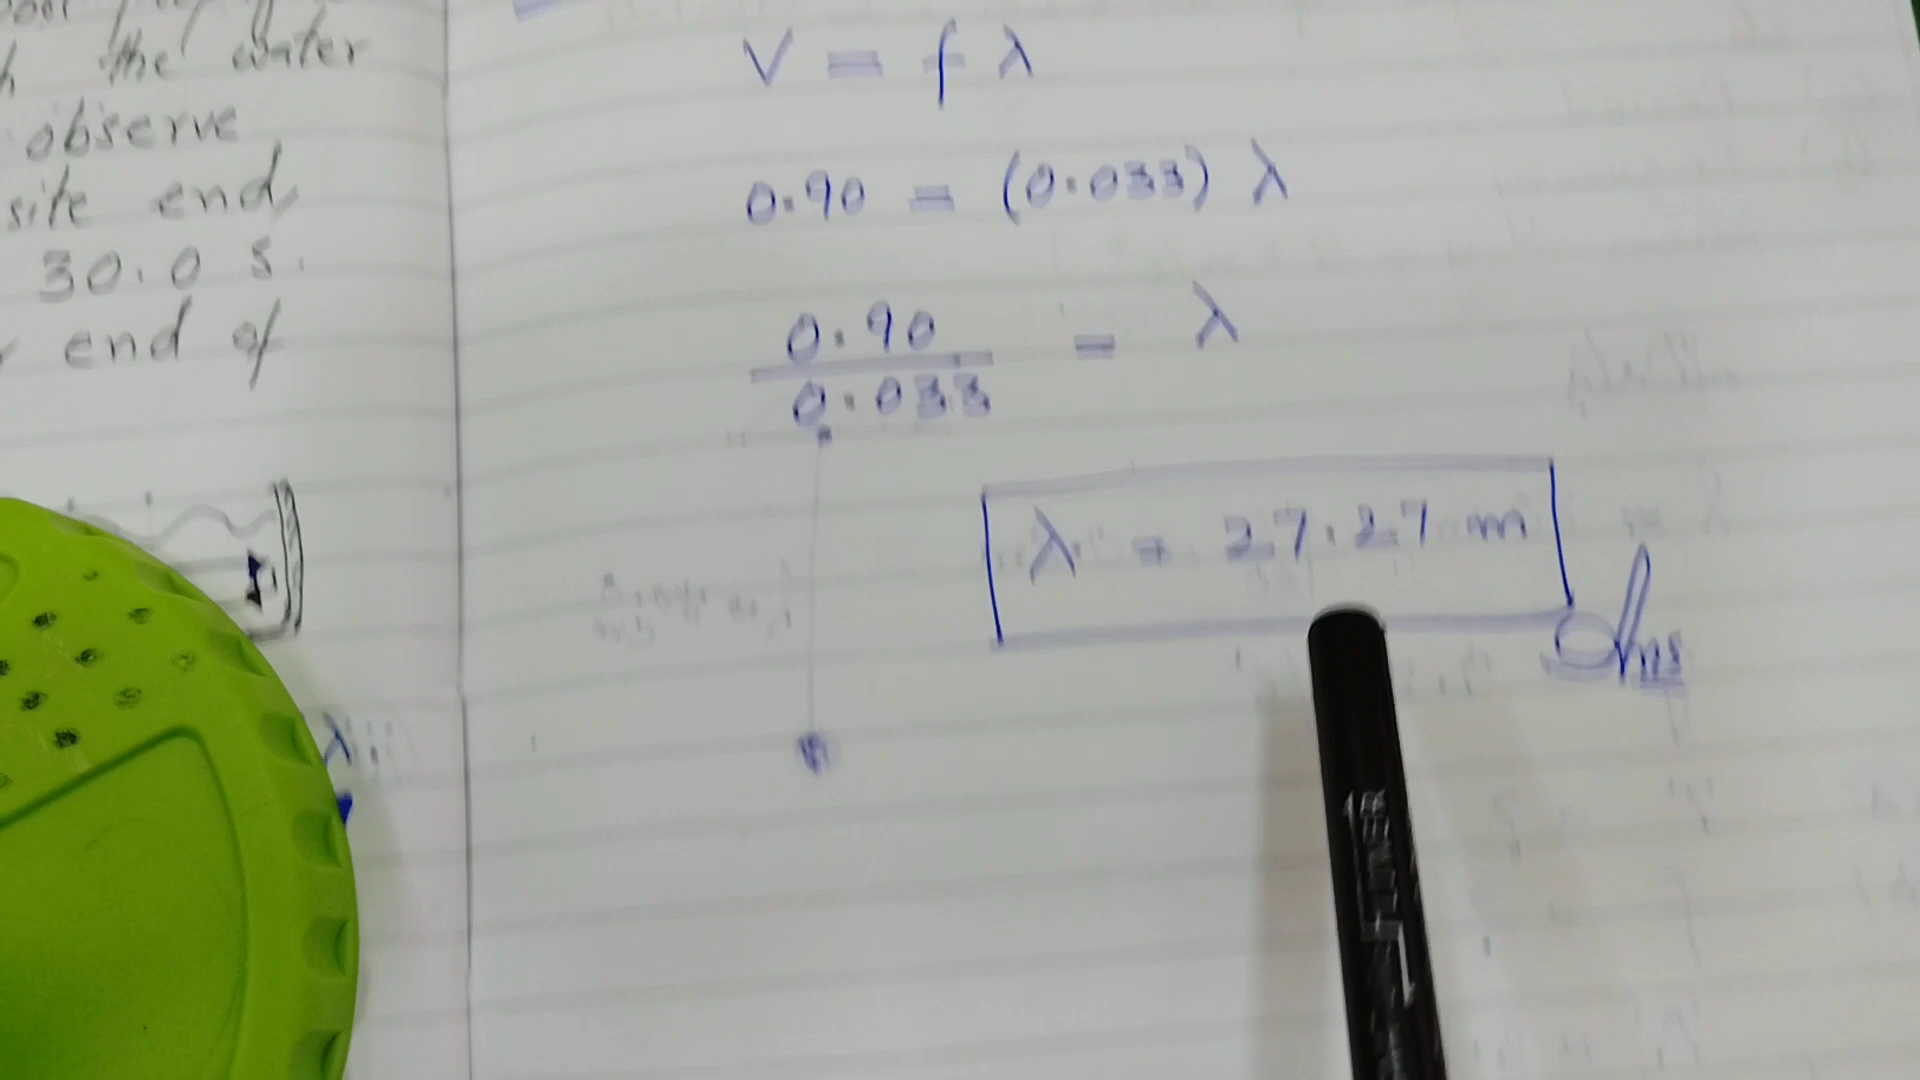 the water
observe
site end
30.0 s.
end of
V = f λ
0.90 = (0.033) λ
0.90
0.033
= λ
λ = 27.27 m
Ans
λ